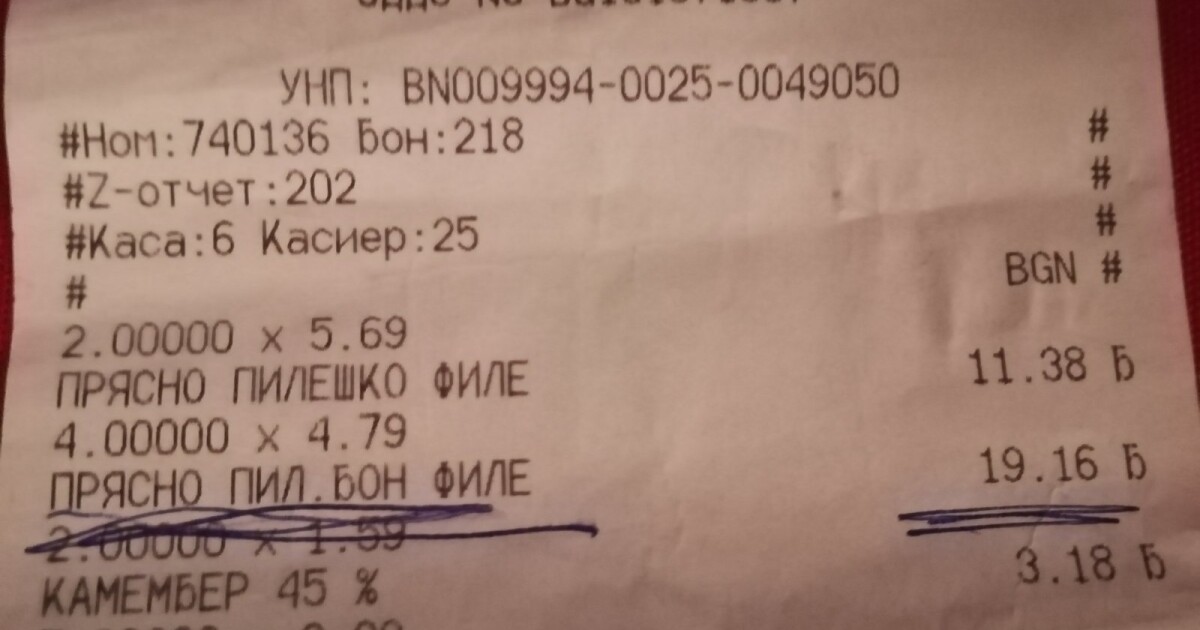 УНП: BN009994-0025-0049050
#Ном:740136 Бон:218 #
#Z-отчет:202 #
#Каса:6 Касиер:25 #
# BGN #
2.00000 x 5.69
ПРЯСНО ПИЛЕШКО ФИЛЕ 11.38 Б
4.00000 x 4.79
ПРЯСНО ПИЛ.БОН ФИЛЕ 19.16 Б
2.00000 x 1.59
КАМЕМБЕР 45 % 3.18 Б